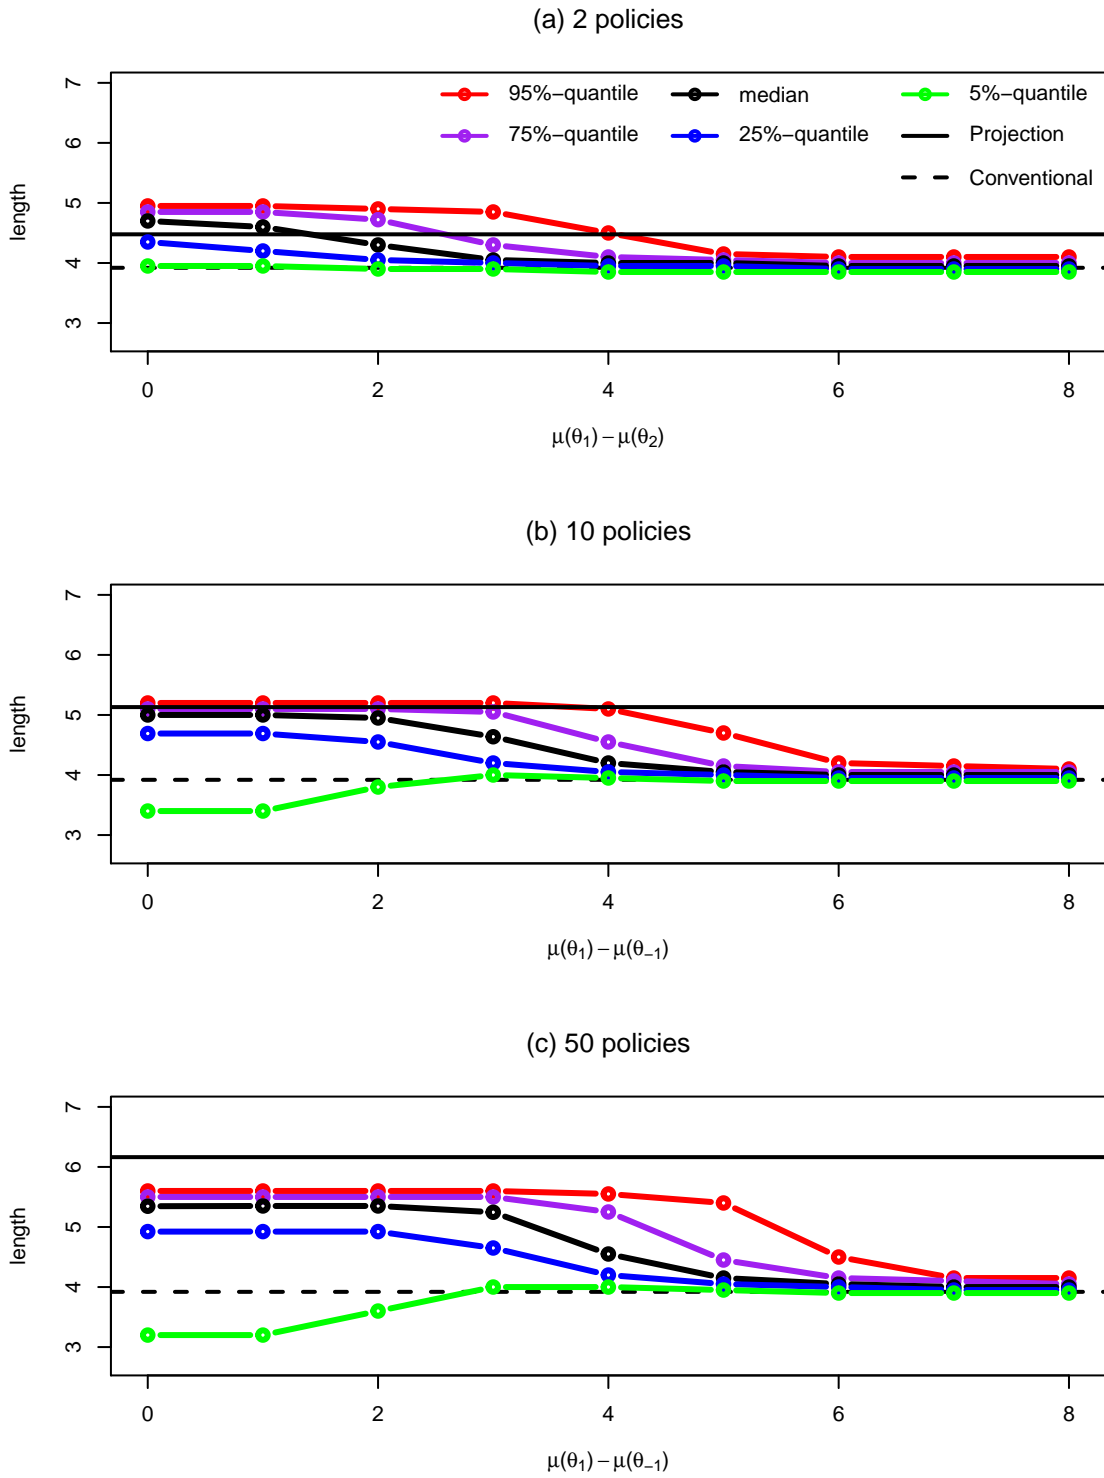 (a) 2 policies
7
6
5
4
3
length
95%−quantile
median
5%−quantile
75%−quantile
25%−quantile
Projection
Conventional
0 2 4 6 8
μ(θ₁) − μ(θ₂)
(b) 10 policies
7
6
5
4
3
length
0 2 4 6 8
μ(θ₁) − μ(θ₋₁)
(c) 50 policies
7
6
5
4
3
length
0 2 4 6 8
μ(θ₁) − μ(θ₋₁)